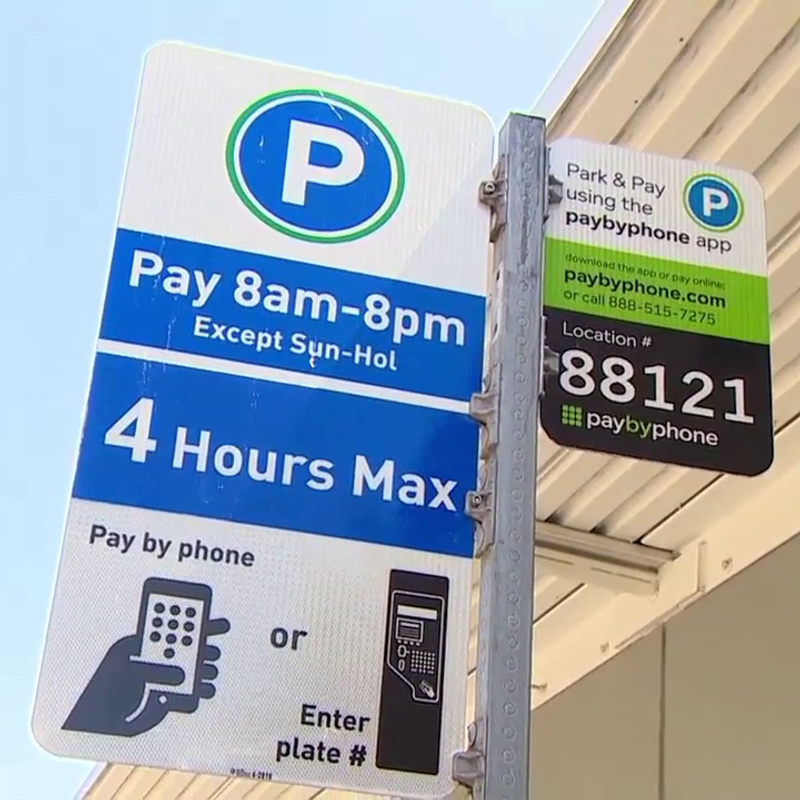 P
Pay 8am-8pm
Except Sun-Hol
4 Hours Max
Pay by phone
or
Enter
plate #
Park & Pay
using the
paybyphone app
P
download the app or pay online:
paybyphone.com
or call 888-515-7275
Location #
88121
paybyphone